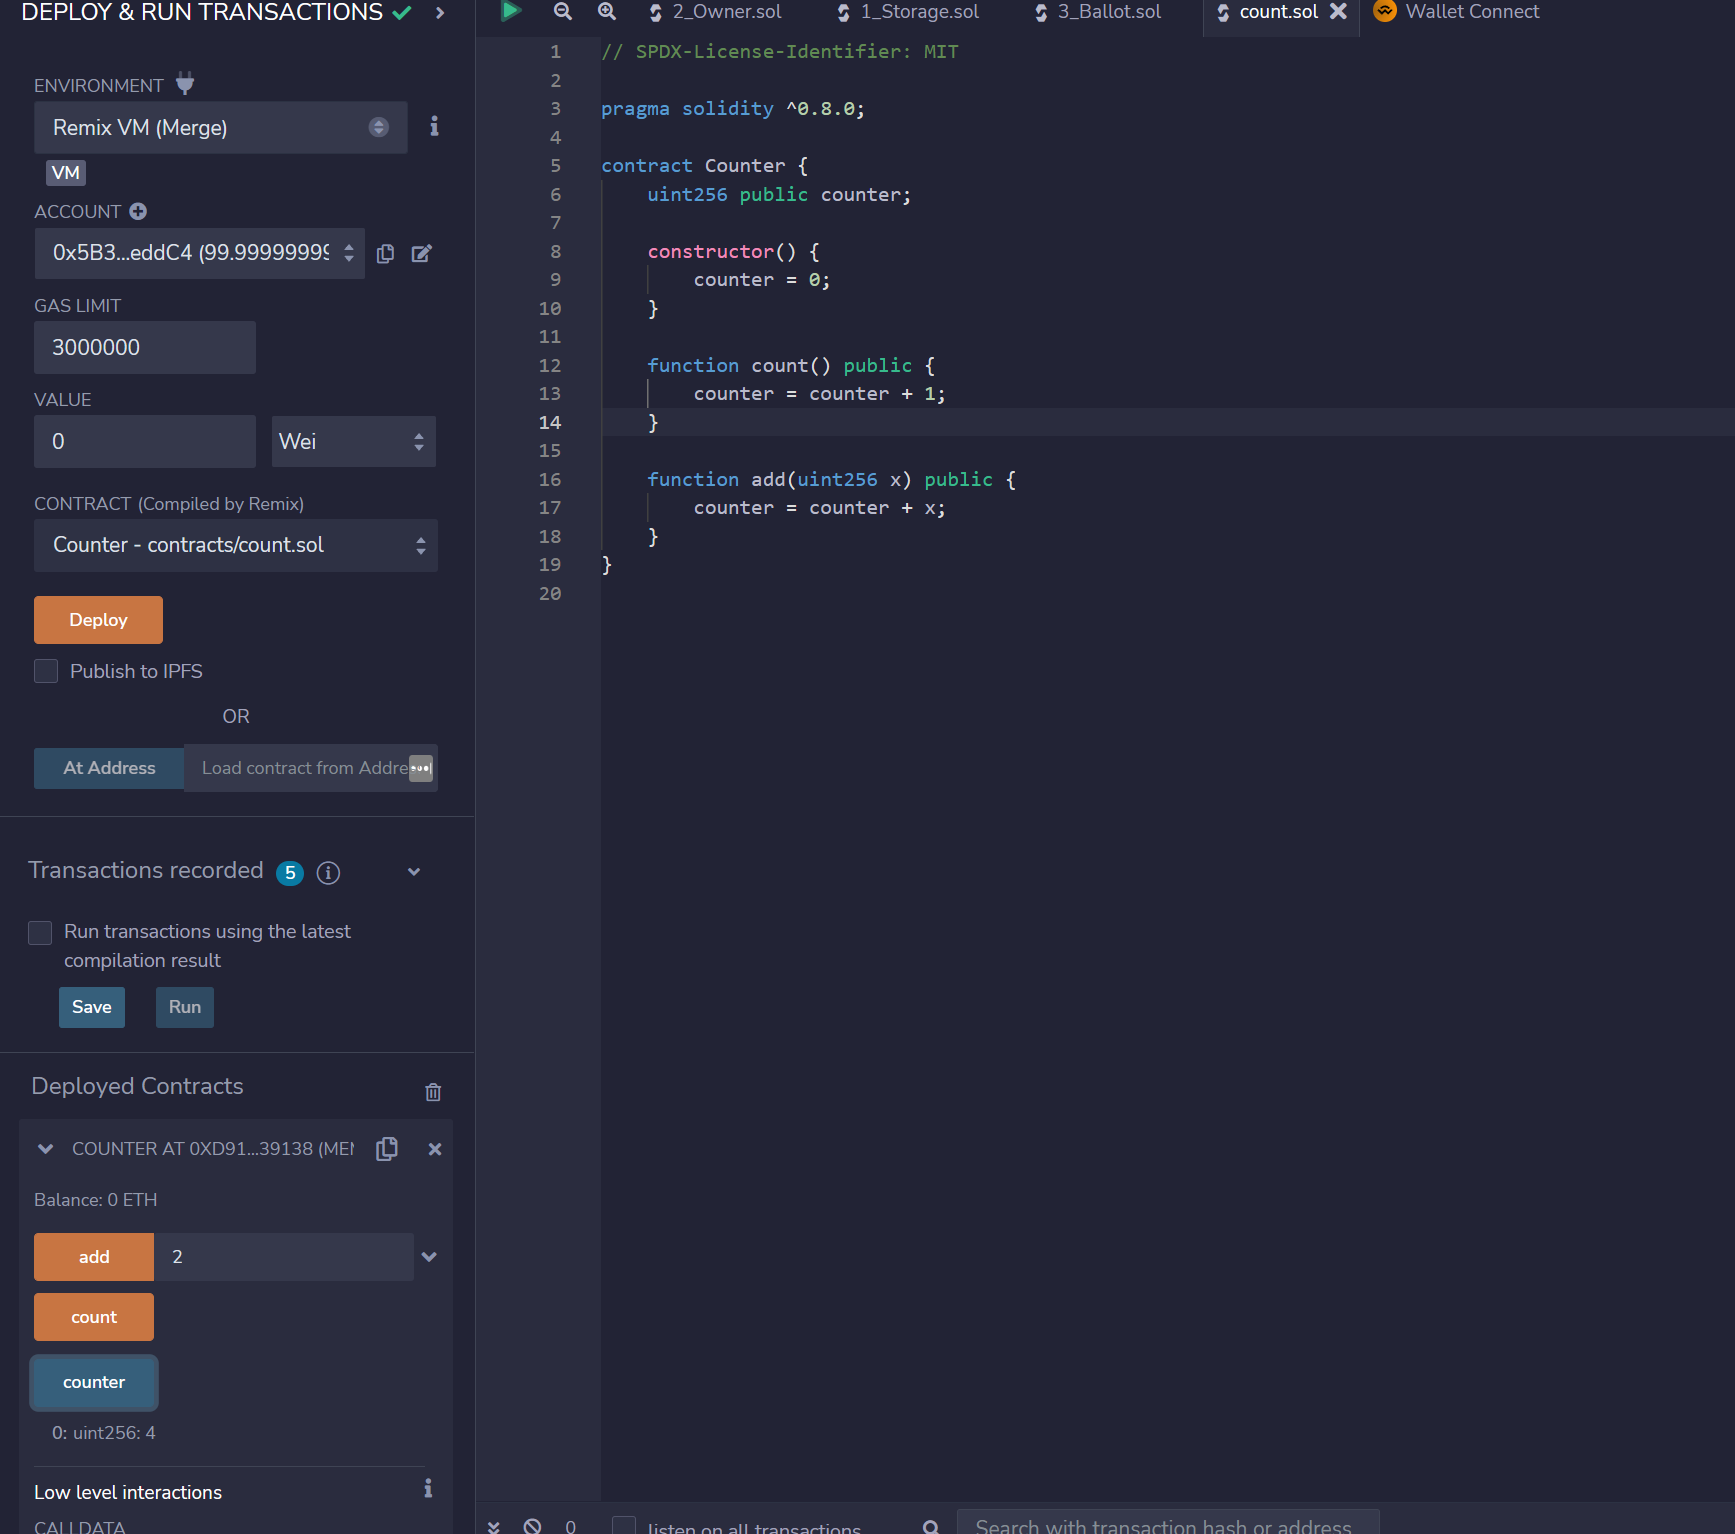 DEPLOY & RUN TRANSACTIONS
ENVIRONMENT
Remix VM (Merge)
VM
ACCOUNT
0x5B3...eddC4 (99.99999999
GAS LIMIT
3000000
VALUE
0
Wei
CONTRACT (Compiled by Remix)
Counter - contracts/count.sol
Deploy
Publish to IPFS
OR
At Address
Load contract from Addre
Transactions recorded 5
Run transactions using the latest
compilation result
Save
Run
Deployed Contracts
COUNTER AT 0XD91...39138 (MEM
Balance: 0 ETH
add
2
count
counter
0: uint256: 4
Low level interactions
CALLDATA
2_Owner.sol
1_Storage.sol
3_Ballot.sol
count.sol
Wallet Connect
1 // SPDX-License-Identifier: MIT
2
3 pragma solidity ^0.8.0;
4
5 contract Counter {
6     uint256 public counter;
7
8     constructor() {
9         counter = 0;
10     }
11
12     function count() public {
13         counter = counter + 1;
14     }
15
16     function add(uint256 x) public {
17         counter = counter + x;
18     }
19 }
20
0
listen on all transactions
Search with transaction hash or address